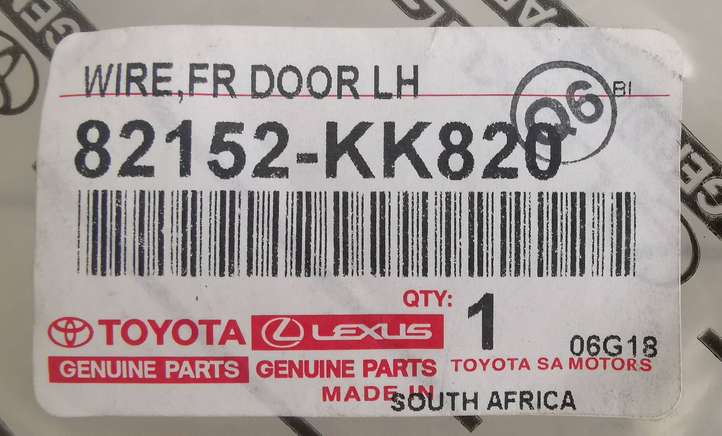 WIRE,FR DOOR LH
Q6
BI
82152-KK820
QTY: 1
TOYOTA LEXUS
06G18
GENUINE PARTS GENUINE PARTS TOYOTA SA MOTORS
MADE IN SOUTH AFRICA